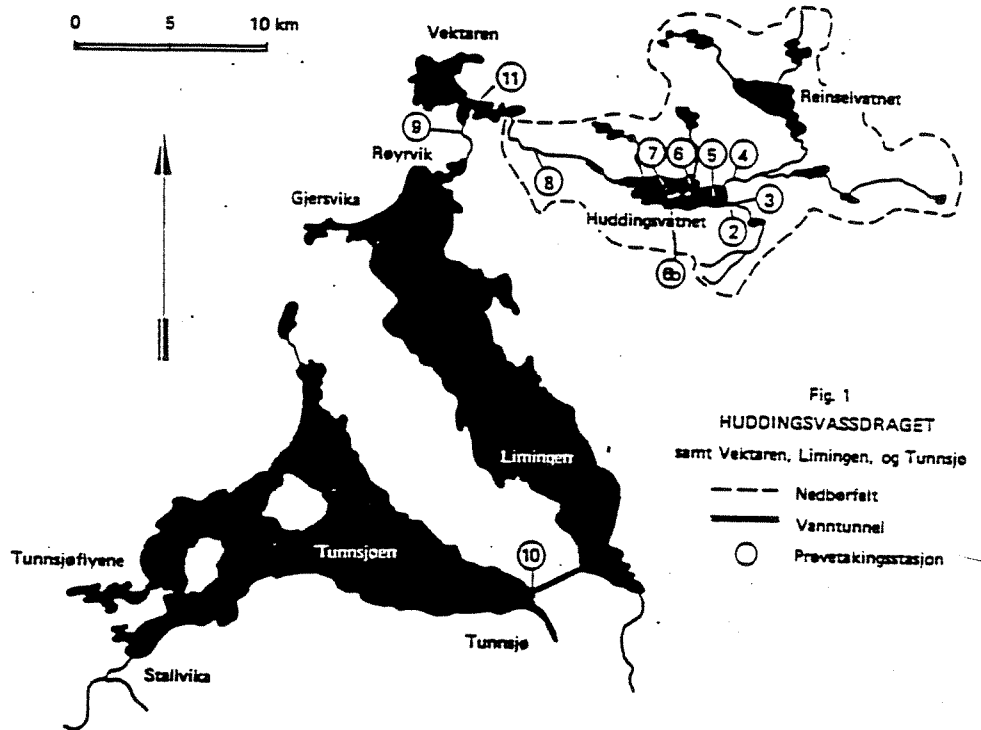 0 5 10 km
Vektaren
11
Reinselvatnet
9
Røyrvik
7 6 5 4
8
Gjersvika
3
Huddingsvatnet
2
6b
Fig. 1
HUDDINGSVASSDRAGET
samt Vektaren, Limingen, og Tunnsjø
Limingen
Nedbørfelt
Vanntunnel
Tunnsjøflyene
Tunnsjøen
10
Prøvetakingsstasjon
Tunnsjø
Stallvika